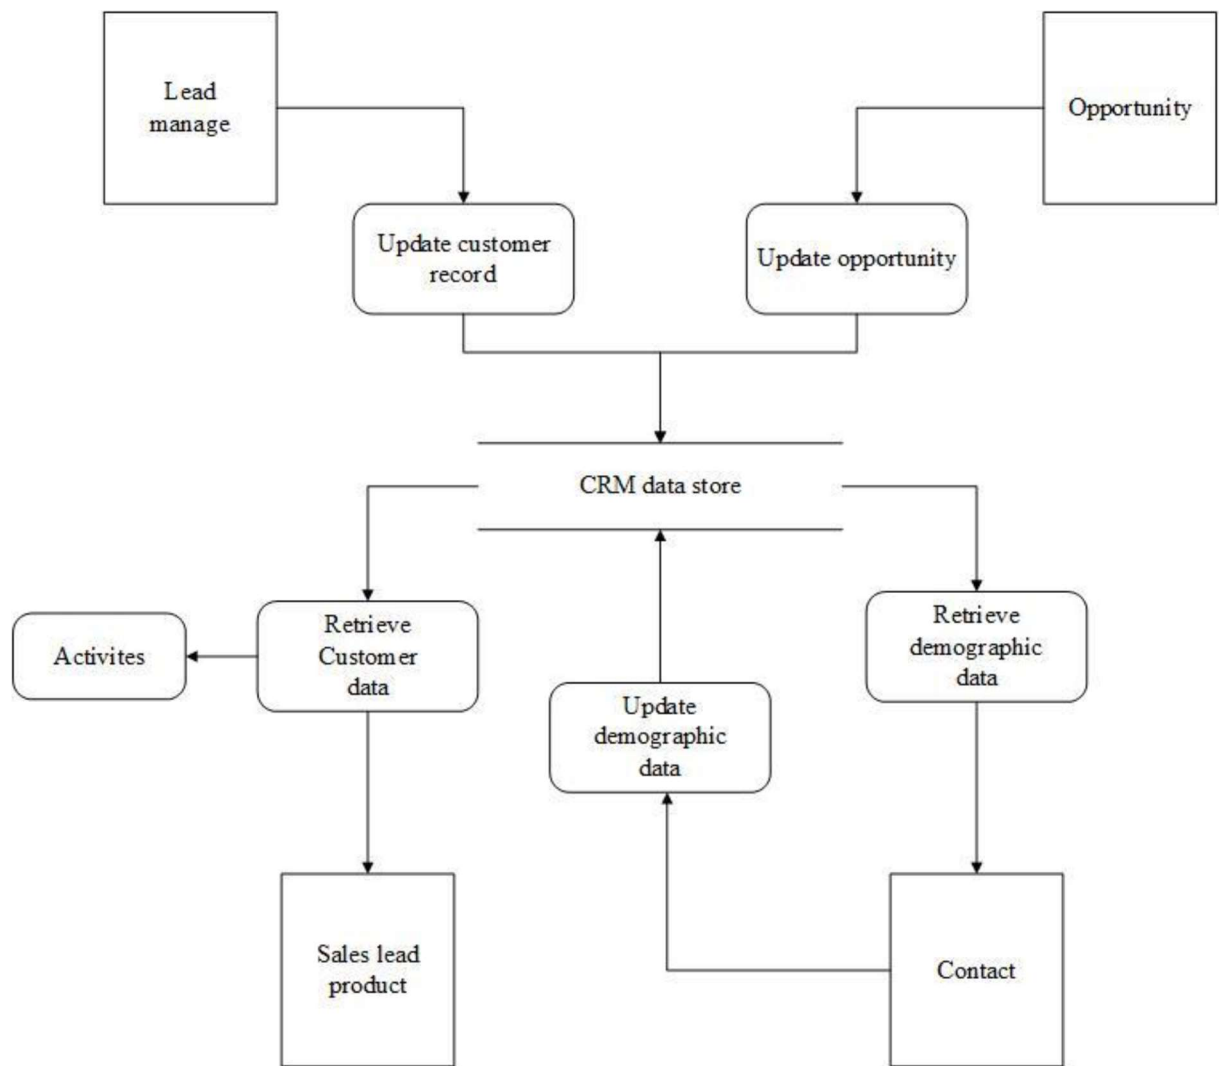 Lead
manage
Opportunity
Update customer
record
Update opportunity
CRM data store
Retrieve
Customer
data
Activites
Retrieve
demographic
data
Update
demographic
data
Sales lead
product
Contact